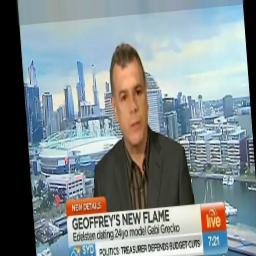 NEW DETAILS
GEOFFREY'S NEW FLAME
Edelsten dating 24yo model Gabi Grecko
live
7:21
SYD
POLITICS: TREASURER DEFENDS BUDGET CUTS